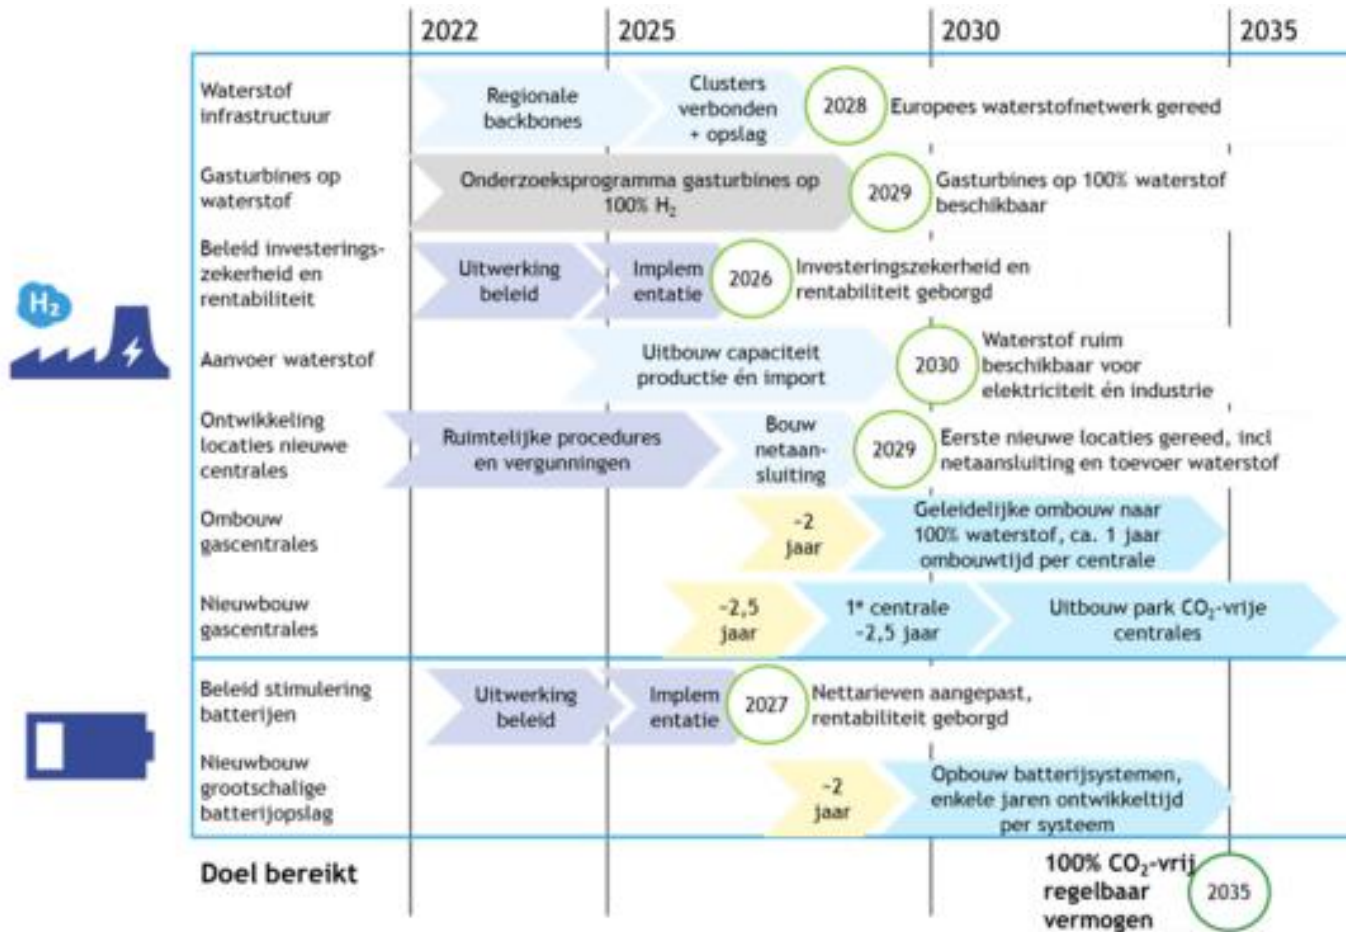 2022
2025
2030
2035
Waterstof
infrastructuur
Regionale
backbones
Clusters
verbonden
+ opslag
2028
Europees waterstofnetwerk gereed
Gasturbines op
waterstof
Onderzoeksprogramma gasturbines op
100% H₂
2029
Gasturbines op 100% waterstof
beschikbaar
Beleid investerings-
zekerheid en
rentabiliteit
Uitwerking
beleid
Implem
entatie
2026
Investeringszekerheid en
rentabiliteit geborgd
H₂
Aanvoer waterstof
Uitbouw capaciteit
productie én import
2030
Waterstof ruim
beschikbaar voor
elektriciteit én industrie
Ontwikkeling
locaties nieuwe
centrales
Ruimtelijke procedures
en vergunningen
Bouw
netaan-
sluiting
2029
Eerste nieuwe locaties gereed, incl
netaansluiting en toevoer waterstof
Ombouw
gascentrales
~2
jaar
Geleidelijke ombouw naar
100% waterstof, ca. 1 jaar
ombouwtijd per centrale
Nieuwbouw
gascentrales
~2,5
jaar
1ᵉ centrale
~2,5 jaar
Uitbouw park CO₂-vrije
centrales
Beleid stimulering
batterijen
Uitwerking
beleid
Implem
entatie
2027
Nettarieven aangepast,
rentabiliteit geborgd
Nieuwbouw
grootschalige
batterijopslag
~2
jaar
Opbouw batterijsystemen,
enkele jaren ontwikkeltijd
per systeem
Doel bereikt
100% CO₂-vrij
regelbaar
vermogen
2035